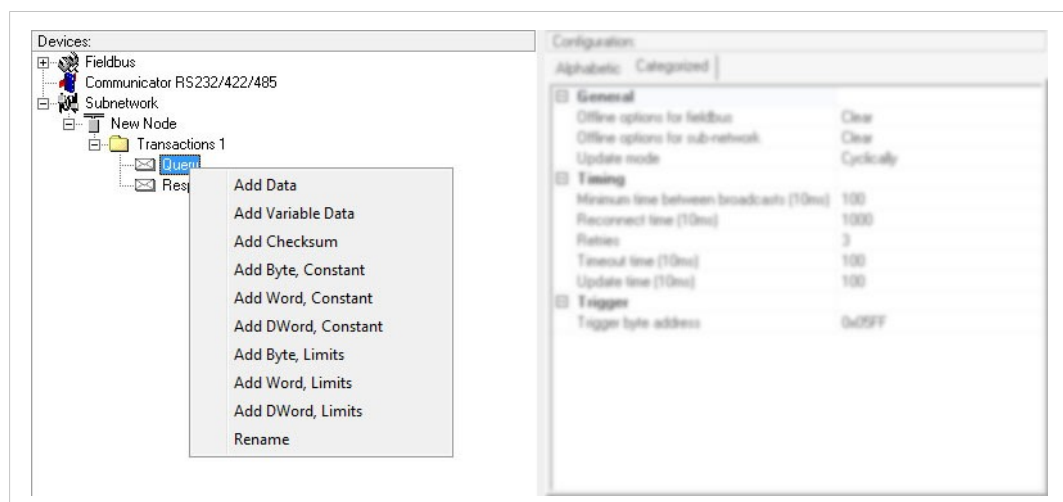 Devices:
Fieldbus
Communicator RS232/422/485
Subnetwork
New Node
Transactions 1
Query
Resp
Add Data
Add Variable Data
Add Checksum
Add Byte, Constant
Add Word, Constant
Add DWord, Constant
Add Byte, Limits
Add Word, Limits
Add DWord, Limits
Rename
Configuration:
Alphabetic Categorized
General
Offline options for fieldbus Clear
Offline options for sub-network Clear
Update mode Cyclically
Timing
Minimum time between broadcasts (10ms) 100
Reconnect time (10ms) 1000
Retries 3
Timeout time (10ms) 100
Update time (10ms) 100
Trigger
Trigger byte address 0x05FF